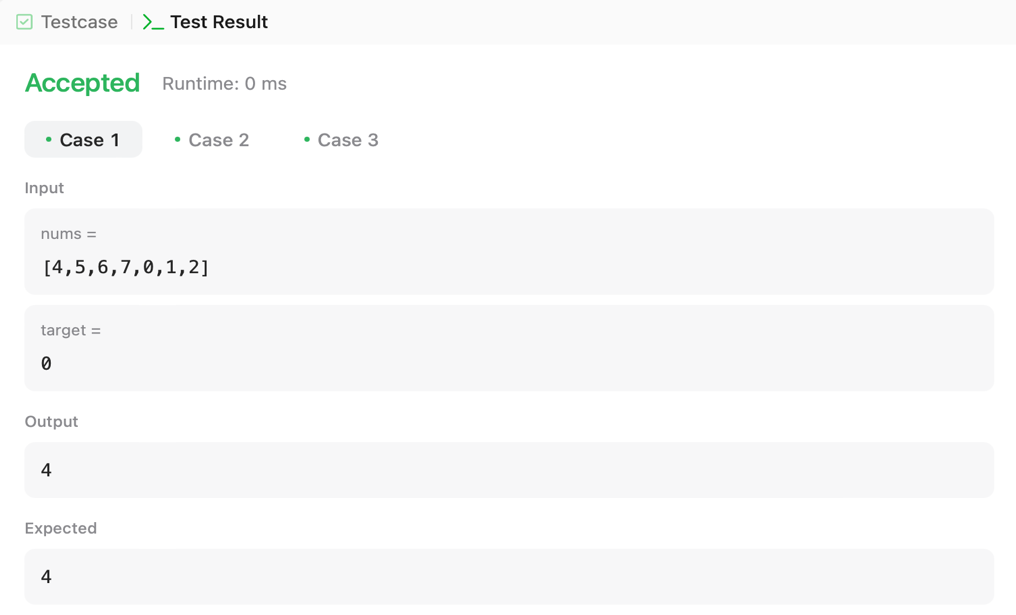 Testcase
Test Result
Accepted Runtime: 0 ms
Case 1 Case 2 Case 3
Input
nums =
[4,5,6,7,0,1,2]
target =
0
Output
4
Expected
4